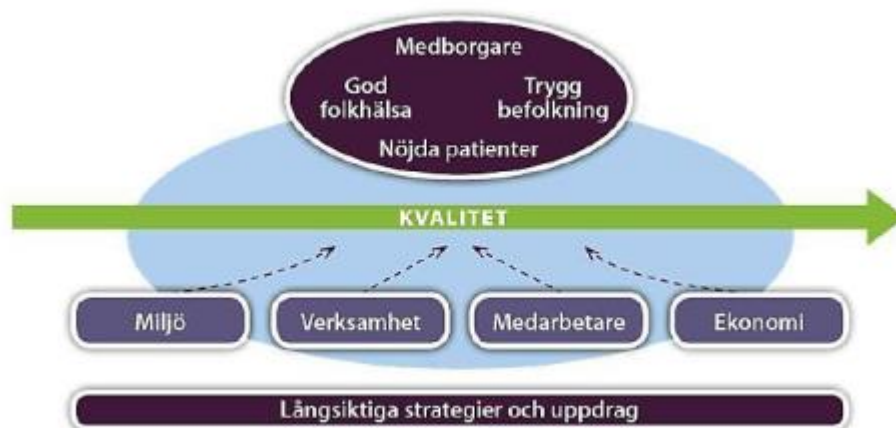 Medborgare
God
folkhälsa
Trygg
befolkning
Nöjda patienter
KVALITET
Miljö
Verksamhet
Medarbetare
Ekonomi
Långsiktiga strategier och uppdrag